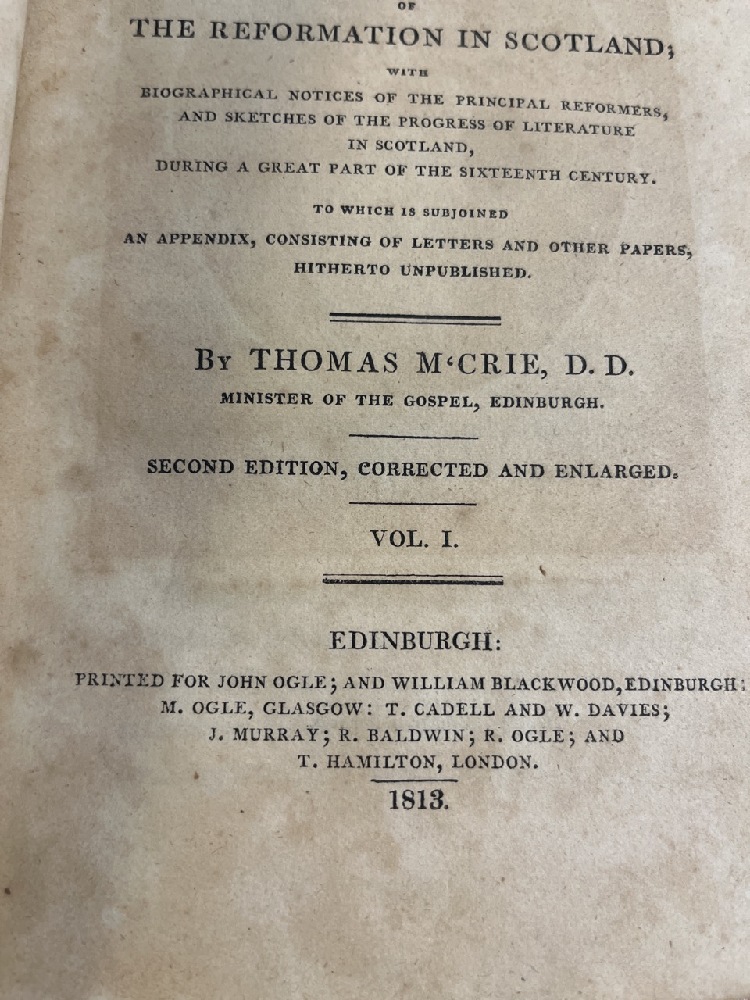 OF
THE REFORMATION IN SCOTLAND;
WITH
BIOGRAPHICAL NOTICES OF THE PRINCIPAL REFORMERS,
AND SKETCHES OF THE PROGRESS OF LITERATURE
IN SCOTLAND,
DURING A GREAT PART OF THE SIXTEENTH CENTURY.
TO WHICH IS SUBJOINED
AN APPENDIX, CONSISTING OF LETTERS AND OTHER PAPERS,
HITHERTO UNPUBLISHED.
BY THOMAS M‘CRIE, D. D.
MINISTER OF THE GOSPEL, EDINBURGH.
SECOND EDITION, CORRECTED AND ENLARGED.
VOL. I.
EDINBURGH:
PRINTED FOR JOHN OGLE; AND WILLIAM BLACKWOOD, EDINBURGH:
M. OGLE, GLASGOW: T. CADELL AND W. DAVIES;
J. MURRAY; R. BALDWIN; R. OGLE; AND
T. HAMILTON, LONDON.
1813.